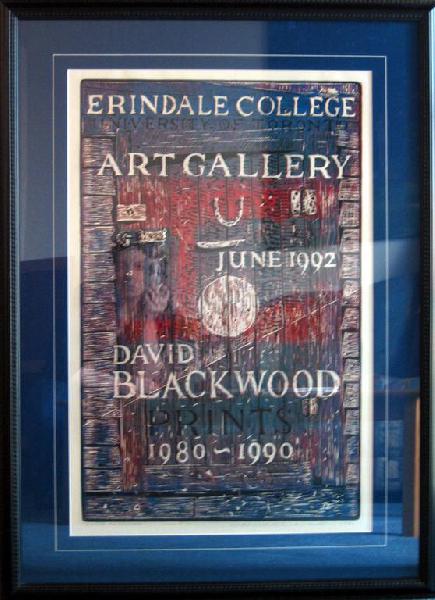 ERINDALE COLLEGE
UNIVERSITY OF TORONTO
ART GALLERY
JUNE 1992
DAVID
BLACKWOOD
PRINTS
1980 ~ 1990